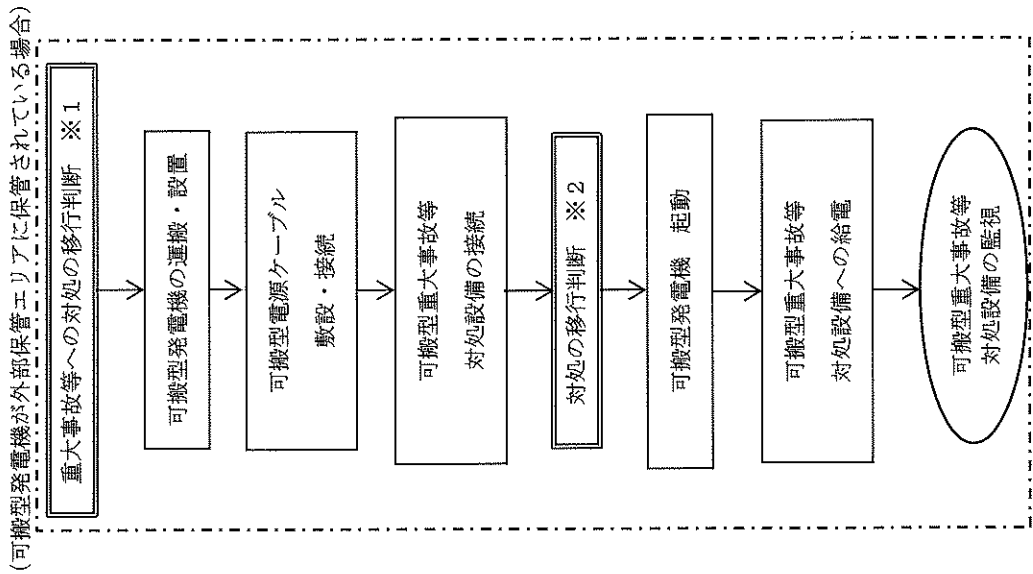 (可搬型発電機が外部保管エリアに保管されている場合)
重大事故等への対処の移行判断 ※1
可搬型発電機の運搬・設置
可搬型電源ケーブル
敷設・接続
可搬型重大事故等
対処設備の接続
対処の移行判断 ※2
可搬型発電機 起動
可搬型重大事故等
対処設備への給電
可搬型重大事故等
対処設備の監視